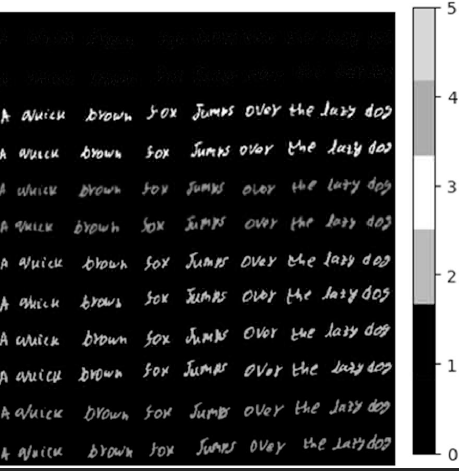 A quick brown fox Jumps over the lazy dog 5
A quick brown fox Jumps over the lazy dog 4
A quick brown fox Jumps over the lazy dog
A quick brown fox Jumps over the lazy dog 3
A quick brown fox Jumps over the lazy dog
A quick brown fox Jumps over the lazy dog 2
A quick brown fox Jumps over the lazy dog
A quick brown fox Jumps over the lazy dog 1
A quick brown fox Jumps over the lazy dog
A quick brown fox Jumps over the lazy dog 0